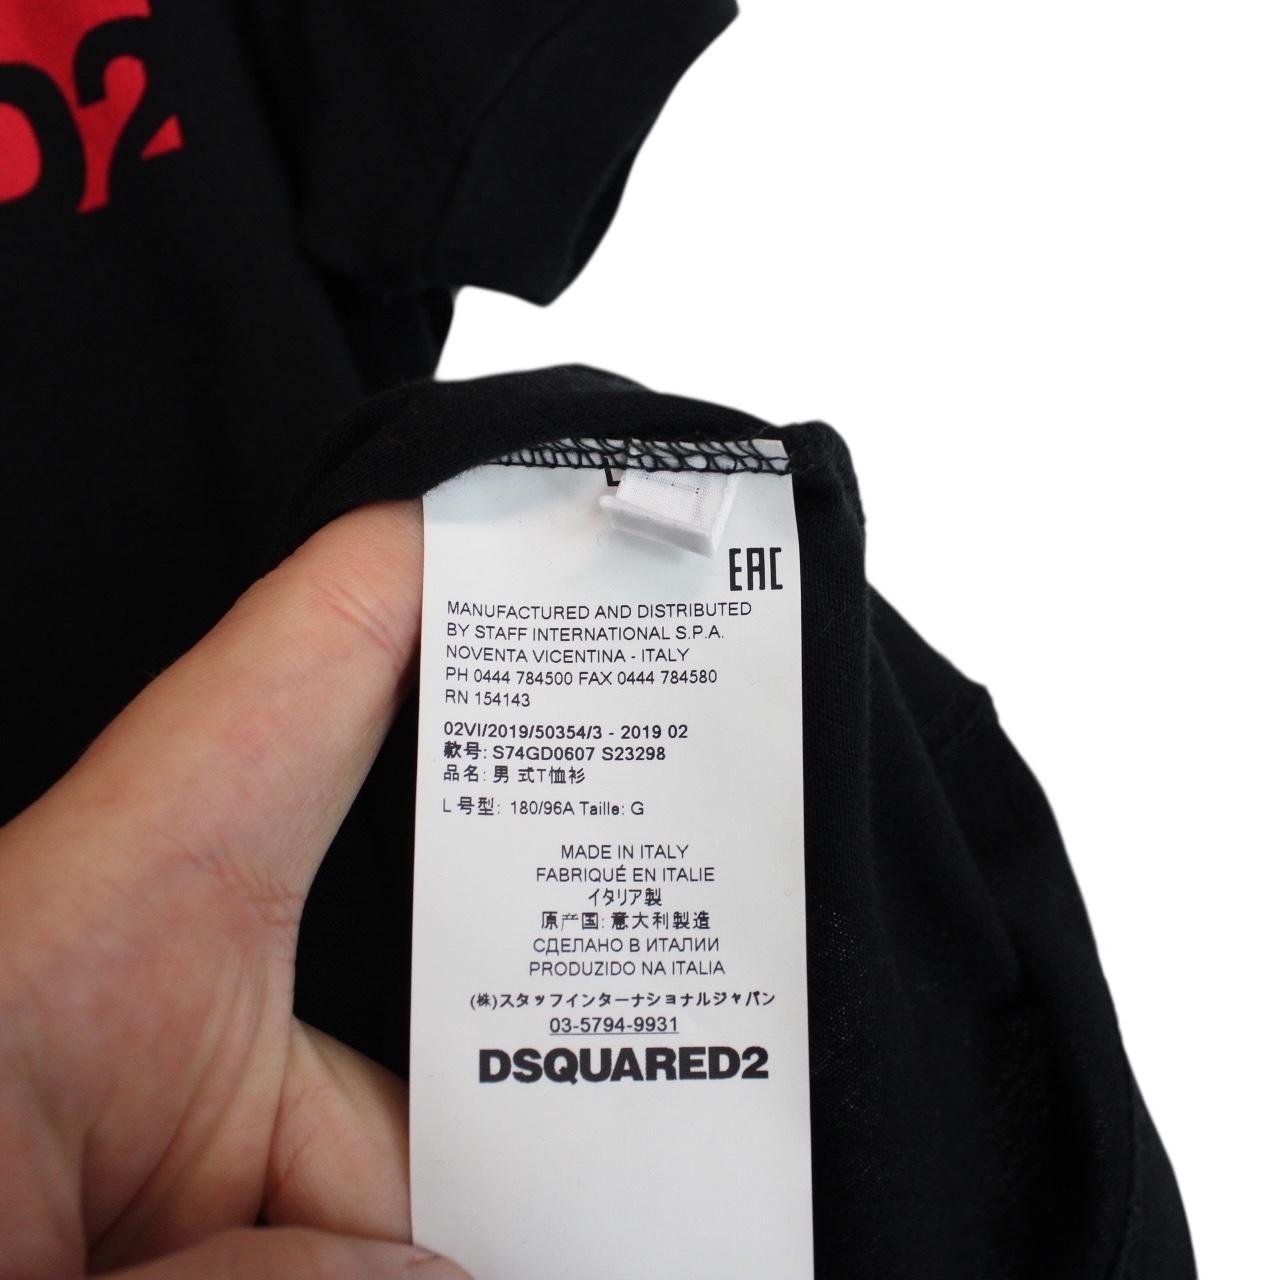 D2
L
EAC
MANUFACTURED AND DISTRIBUTED
BY STAFF INTERNATIONAL S.P.A.
NOVENTA VICENTINA - ITALY
PH 0444 784500 FAX 0444 784580
RN 154143
02VI/2019/50354/3 - 2019 02
款号: S74GD0607 S23298
品名: 男 式T恤衫
L 号型: 180/96A Taille: G
MADE IN ITALY
FABRIQUÉ EN ITALIE
イタリア製
原产国: 意大利製造
СДЕЛАНО В ИТАЛИИ
PRODUZIDO NA ITALIA
(株)スタッフインターナショナルジャパン
03-5794-9931
DSQUARED2